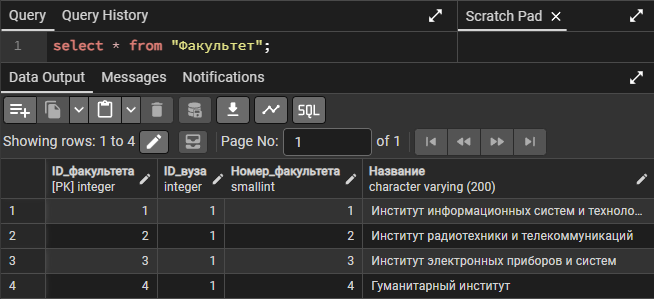 Query Query History Scratch Pad
1 select * from "Факультет";
Data Output Messages Notifications
SQL
Showing rows: 1 to 4 Page No: 1 of 1
ID_факультета ID_вуза Номер_факультета Название
[PK] integer integer smallint character varying (200)
1 1 1 1 Институт информационных систем и техноло...
2 2 1 2 Институт радиотехники и телекоммуникаций
3 3 1 3 Институт электронных приборов и систем
4 4 1 4 Гуманитарный институт